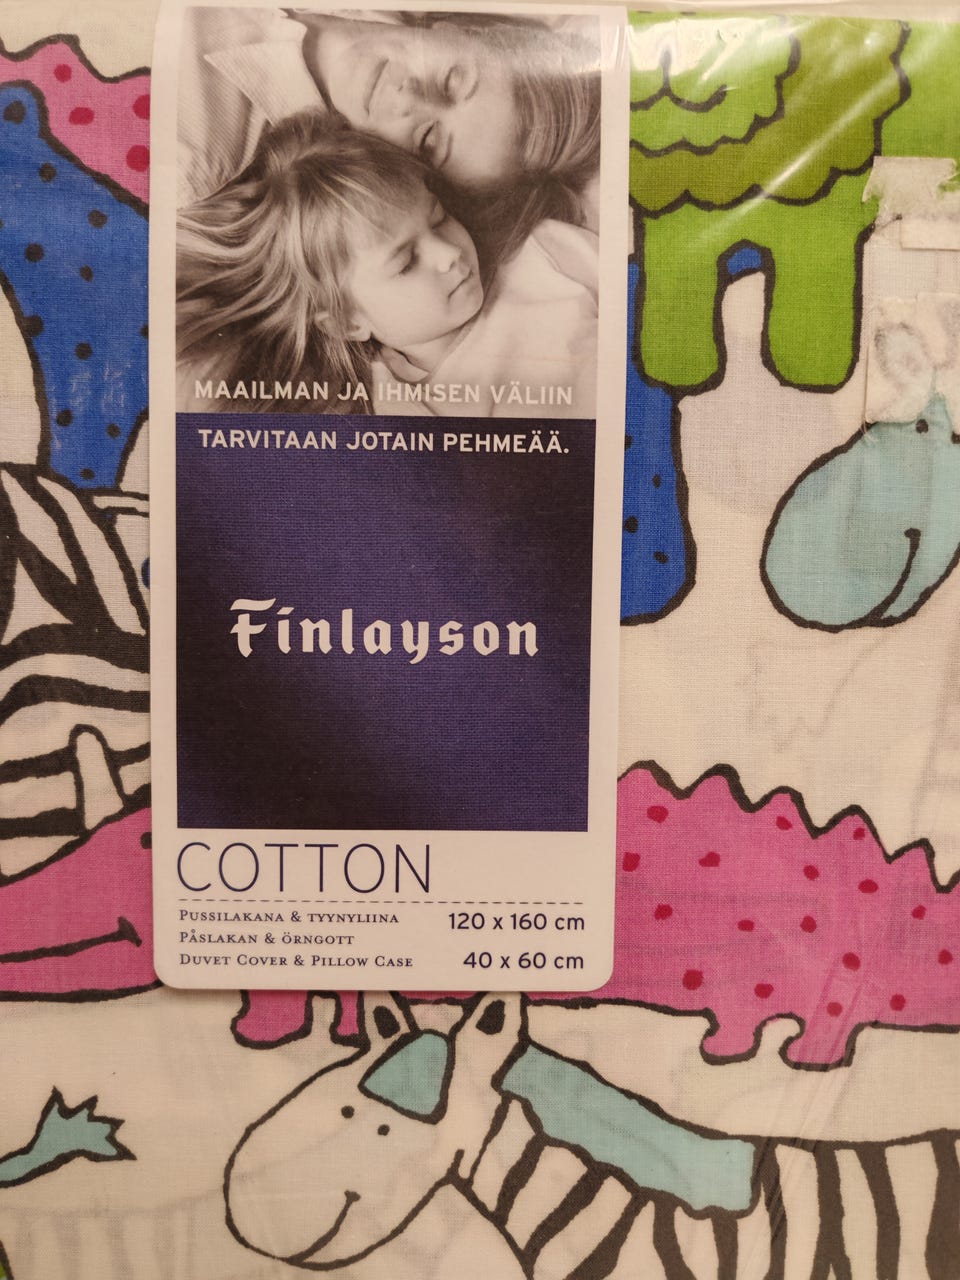 MAAILMAN JA IHMISEN VÄLIIN
TARVITAAN JOTAIN PEHMEÄÄ.
Finlayson
COTTON
PUSSILAKANA & TYYNYLIINA 120 x 160 cm
PÅSLAKAN & ÖRNGOTT
DUVET COVER & PILLOW CASE 40 x 60 cm